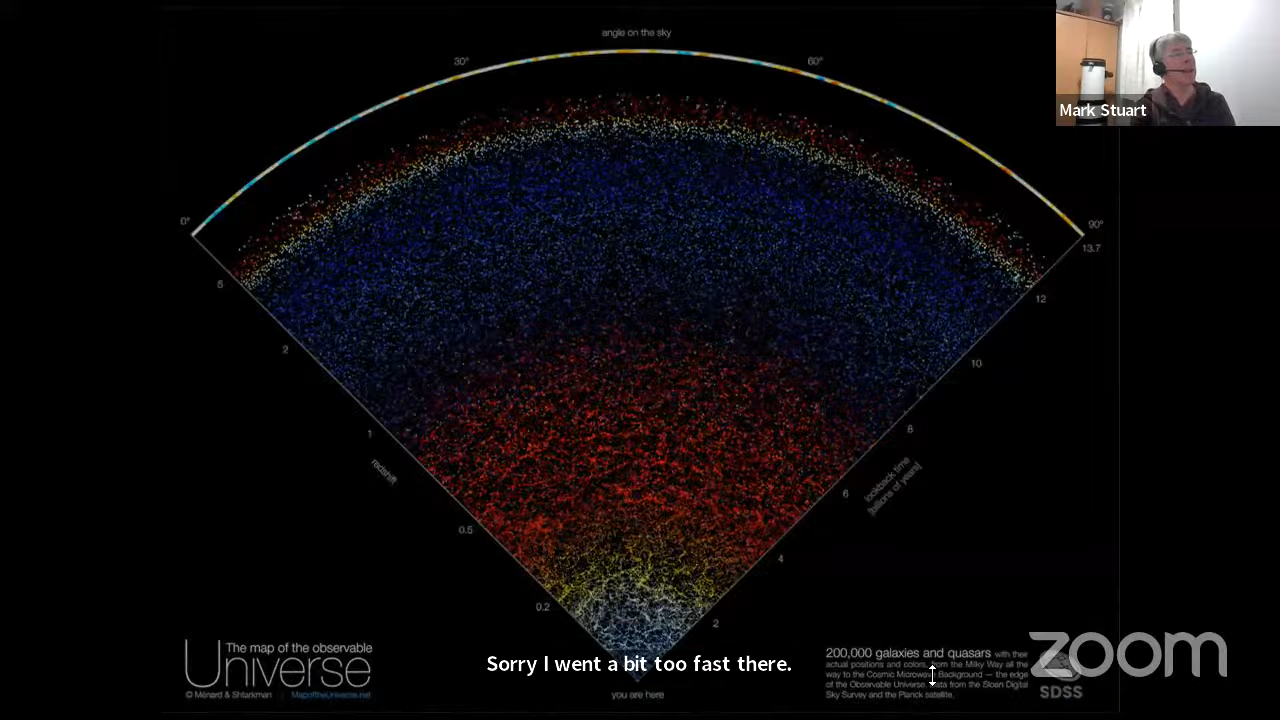 angle on the sky
30°
60°
Mark Stuart
0°
90°
13.7
5
12
2
10
1
8
redshift
6
lookback time
[billions of years]
0.5
4
0.2
2
The map of the observable
Universe
© Ménard & Shtarkman
MapoftheUniverse.net
Sorry I went a bit too fast there.
you are here
200,000 galaxies and quasars with their
actual positions and colors, from the Milky Way all the
way to the Cosmic Microwave Background — the edge
of the Observable Universe. Data from the Sloan Digital
Sky Survey and the Planck satellite.
SDSS
zoom